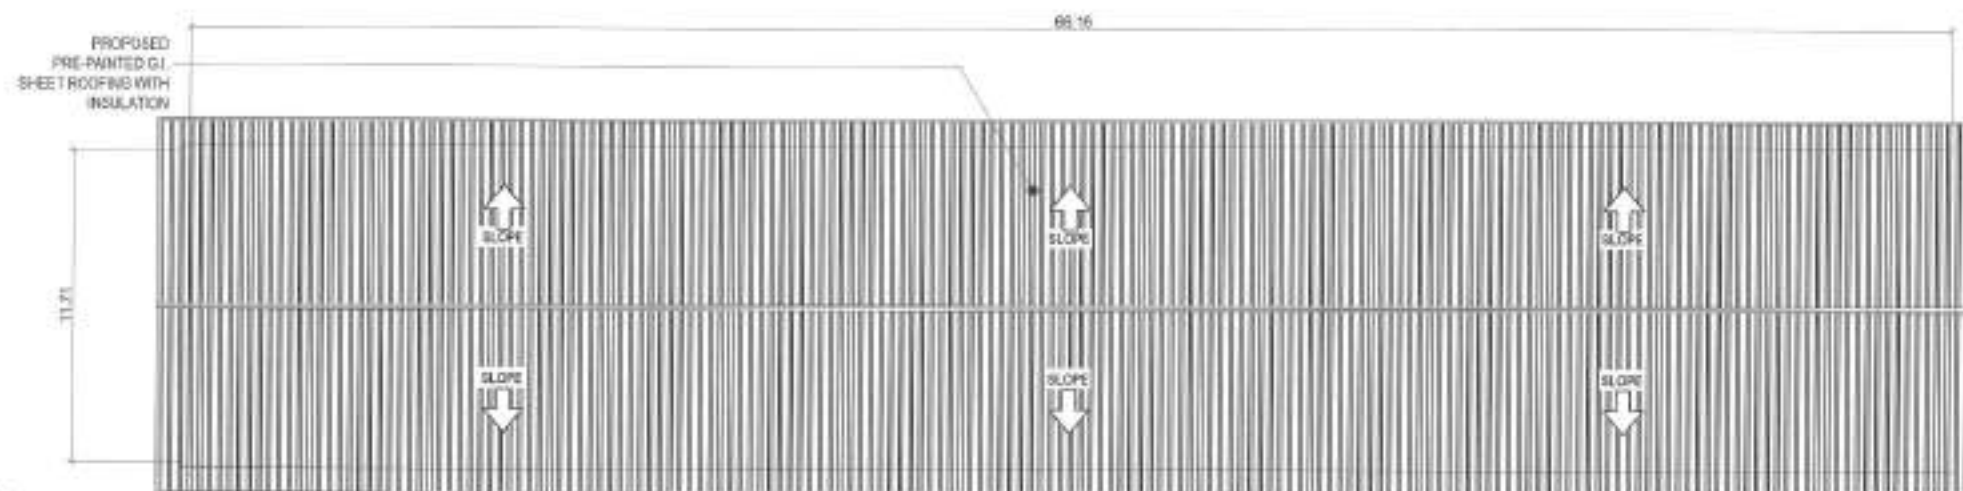 66.16
PROPOSED
PRE-PAINTED G.I.
SHEET ROOFING WITH
INSULATION
SLOPE
SLOPE
SLOPE
11.71
SLOPE
SLOPE
SLOPE